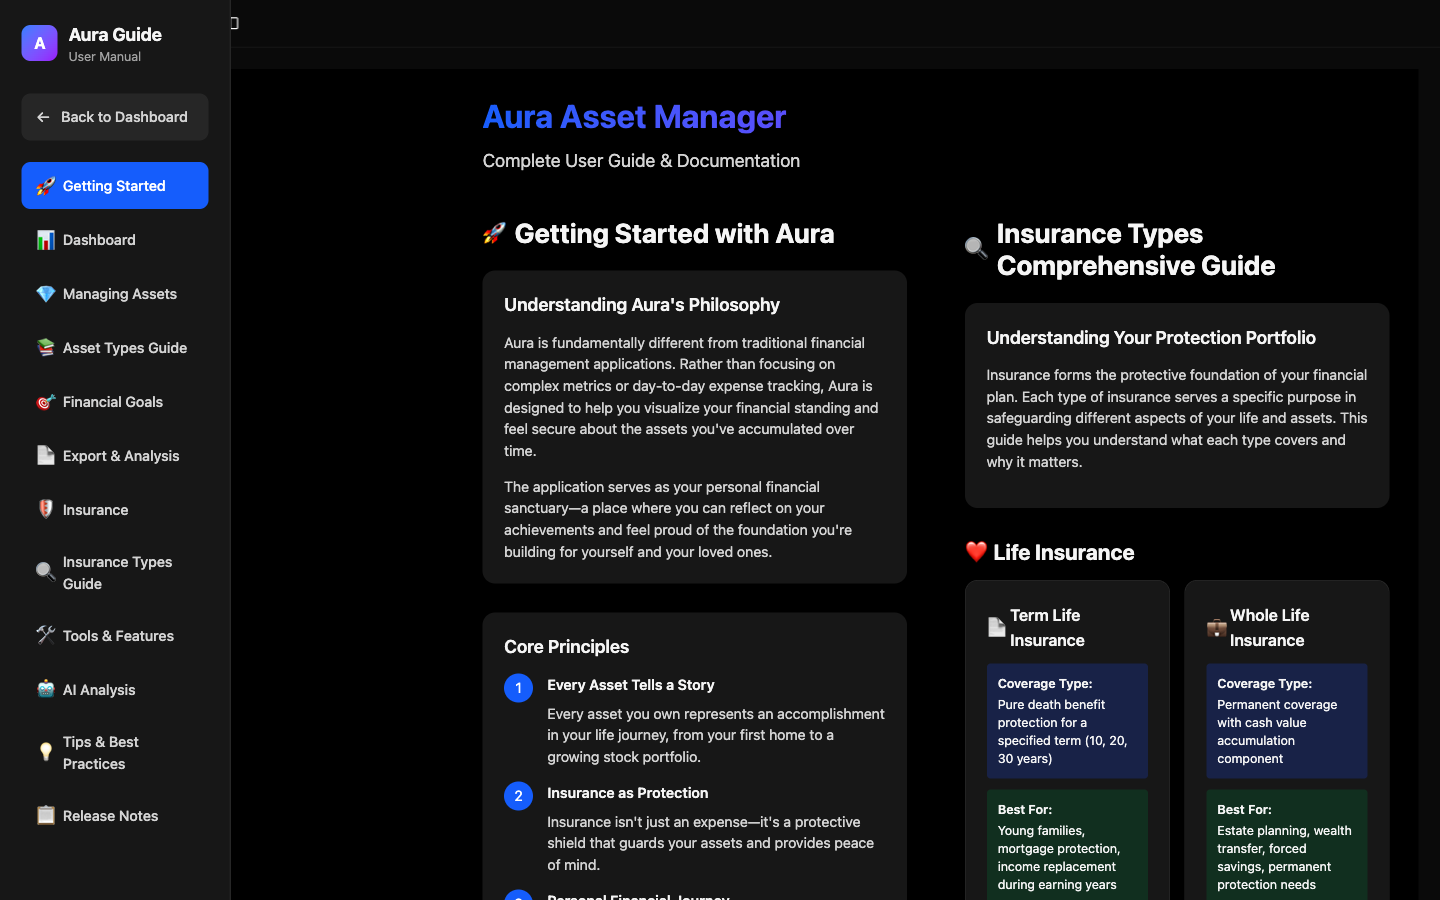 A
Aura Guide
User Manual
← Back to Dashboard
Getting Started
Dashboard
Managing Assets
Asset Types Guide
Financial Goals
Export & Analysis
Insurance
Insurance Types
Guide
Tools & Features
AI Analysis
Tips & Best
Practices
Release Notes
Aura Asset Manager
Complete User Guide & Documentation
Getting Started with Aura
Understanding Aura's Philosophy
Aura is fundamentally different from traditional financial
management applications. Rather than focusing on
complex metrics or day-to-day expense tracking, Aura is
designed to help you visualize your financial standing and
feel secure about the assets you've accumulated over
time.
The application serves as your personal financial
sanctuary—a place where you can reflect on your
achievements and feel proud of the foundation you're
building for yourself and your loved ones.
Core Principles
1
Every Asset Tells a Story
Every asset you own represents an accomplishment
in your life journey, from your first home to a
growing stock portfolio.
2
Insurance as Protection
Insurance isn't just an expense—it's a protective
shield that guards your assets and provides peace
of mind.
Personal Financial Journey
Insurance Types
Comprehensive Guide
Understanding Your Protection Portfolio
Insurance forms the protective foundation of your financial
plan. Each type of insurance serves a specific purpose in
safeguarding different aspects of your life and assets. This
guide helps you understand what each type covers and
why it matters.
Life Insurance
Term Life
Insurance
Coverage Type:
Pure death benefit
protection for a
specified term (10, 20,
30 years)
Best For:
Young families,
mortgage protection,
income replacement
during earning years
Whole Life
Insurance
Coverage Type:
Permanent coverage
with cash value
accumulation
component
Best For:
Estate planning, wealth
transfer, forced
savings, permanent
protection needs